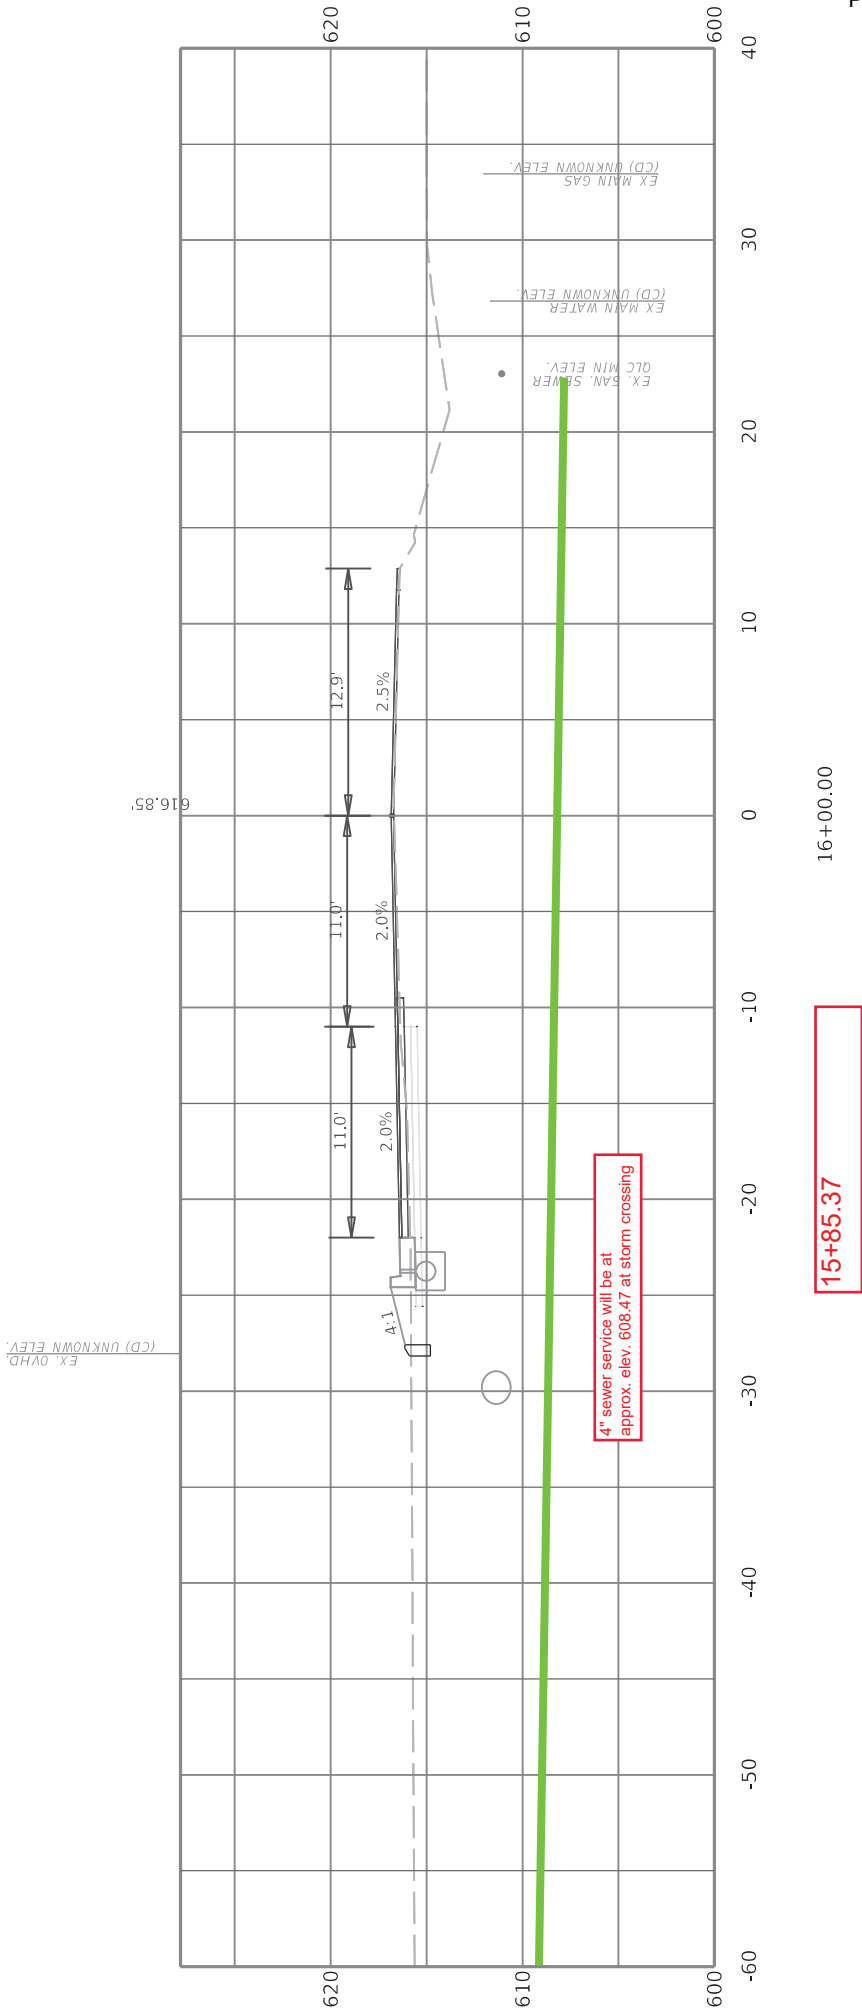 620
610
600
40
30
20
10
0
-10
-20
-30
-40
-50
-60
620
610
600
EX MAIN GAS
(CD) UNKNOWN ELEV.
EX MAIN WATER
(CD) UNKNOWN ELEV.
EX. SAN. SEWER
QLC MIN ELEV.
12.9'
2.5%
616.85'
11.0'
2.0%
11.0'
2.0%
4:1
EX. OVHD.
(CD) UNKNOWN ELEV.
4" sewer service will be at
approx. elev. 608.47 at storm crossing
16+00.00
15+85.37